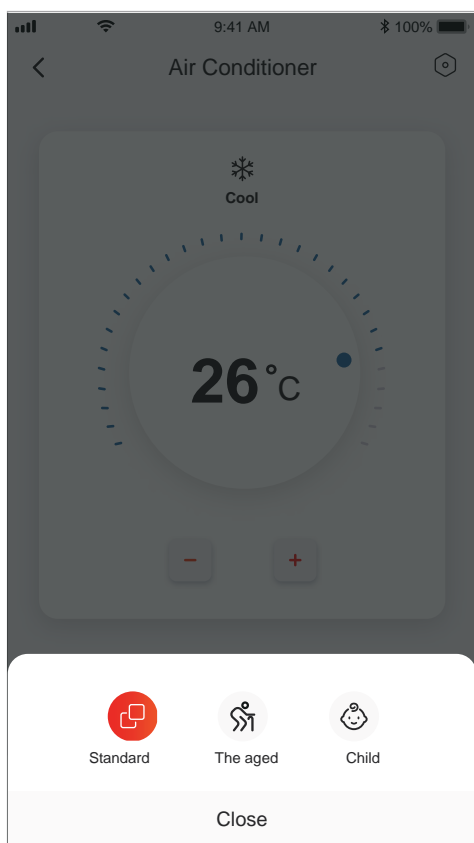 9:41 AM 100%
Air Conditioner
Cool
26°C
− +
Standard The aged Child
Close